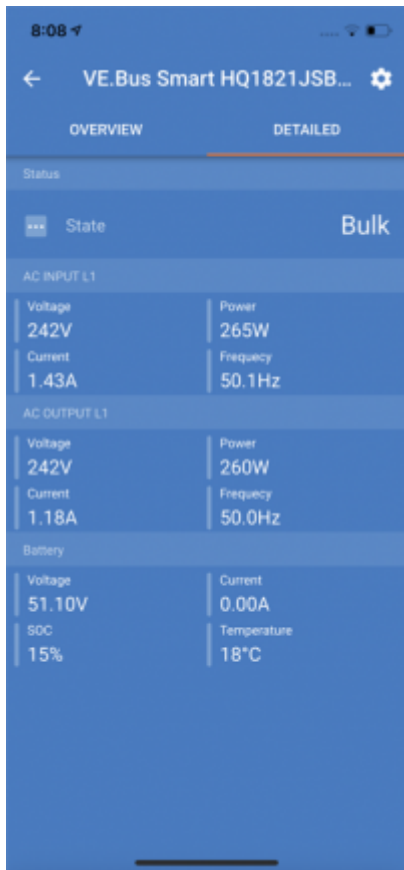 8:08
VE.Bus Smart HQ1821JSB...
OVERVIEW DETAILED
Status
State Bulk
AC INPUT L1
Voltage Power
242V 265W
Current Frequecy
1.43A 50.1Hz
AC OUTPUT L1
Voltage Power
242V 260W
Current Frequecy
1.18A 50.0Hz
Battery
Voltage Current
51.10V 0.00A
SOC Temperature
15% 18°C